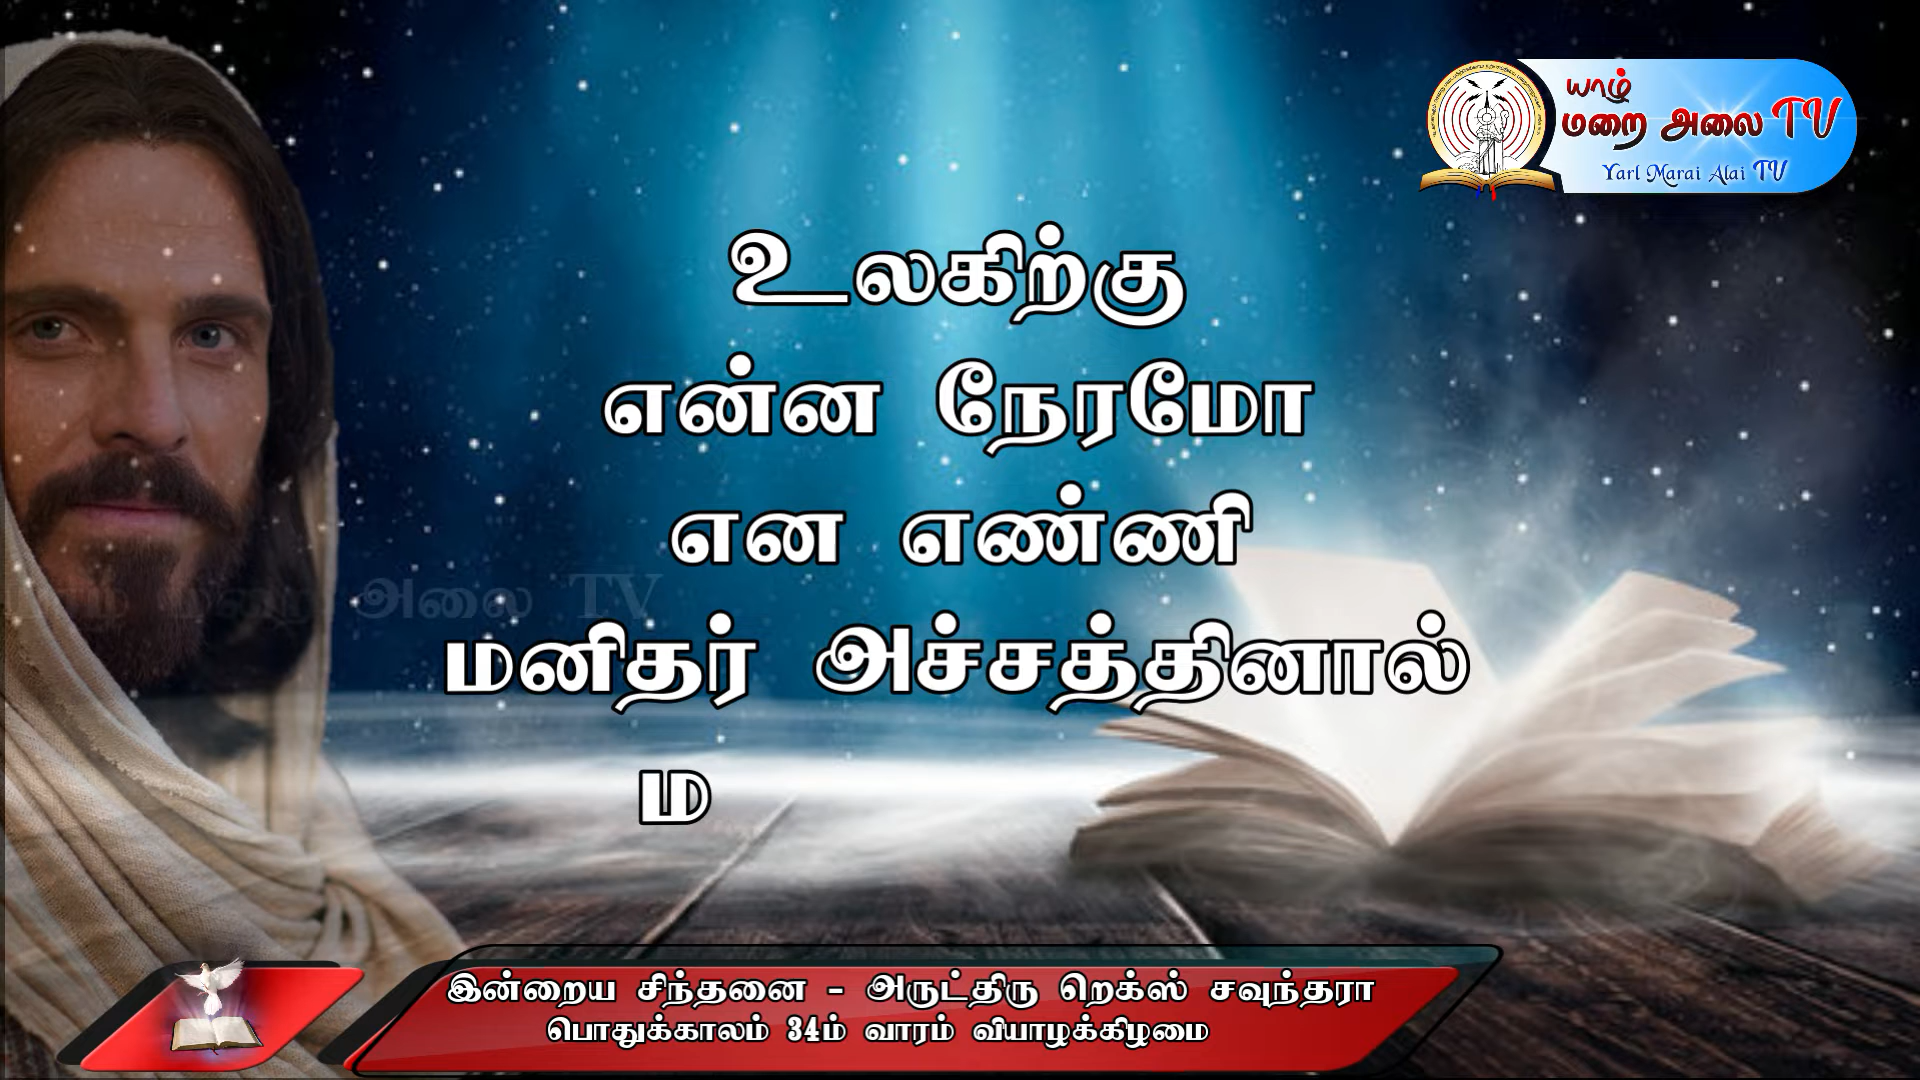 யாழ்
மறை அலை TV
Yarl Marai Alai TV
உலகிற்கு
என்ன நேரமோ
என எண்ணி
மனிதர் அச்சத்தினால்
ம
அலை TV
இன்றைய சிந்தனை - அருட்திரு றெக்ஸ் சவுந்தரா
பொதுக்காலம் 34ம் வாரம் வியாழக்கிழமை